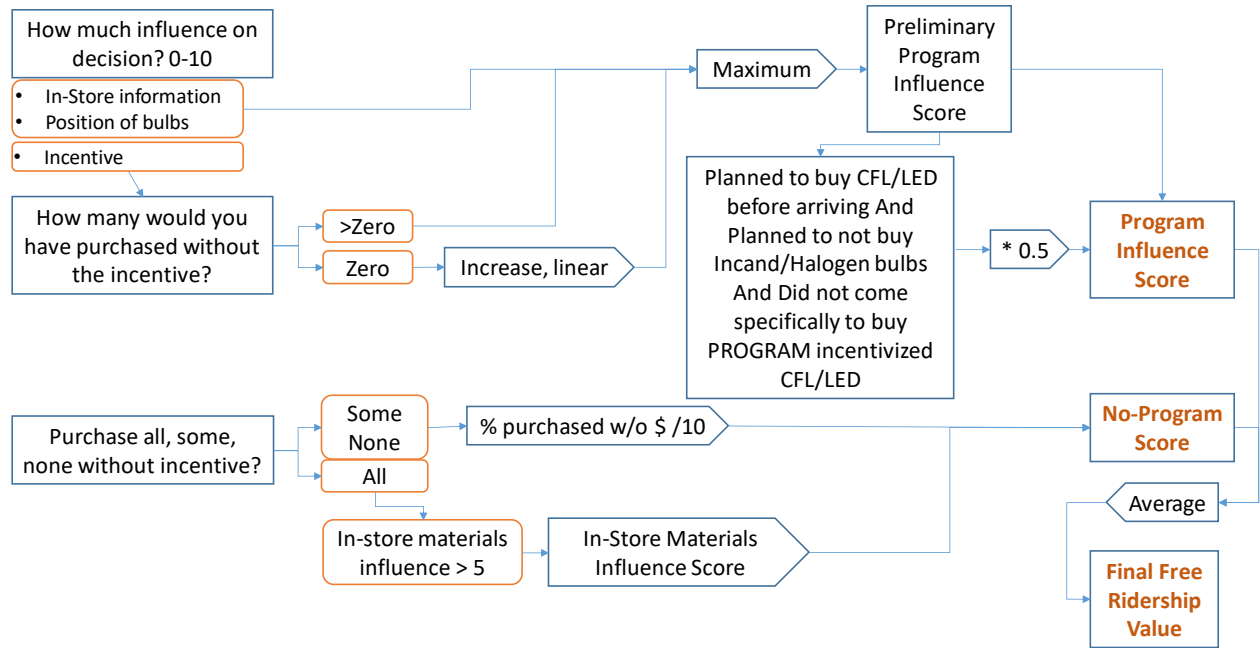 How much influence on
decision? 0-10
• In-Store information
• Position of bulbs
• Incentive
How many would you
have purchased without
the incentive?
>Zero
Zero
Increase, linear
Maximum
Preliminary
Program
Influence
Score
Planned to buy CFL/LED
before arriving And
Planned to not buy
Incand/Halogen bulbs
And Did not come
specifically to buy
PROGRAM incentivized
CFL/LED
* 0.5
Program
Influence
Score
Purchase all, some,
none without incentive?
Some
None
All
% purchased w/o $ /10
In-store materials
influence > 5
In-Store Materials
Influence Score
No-Program
Score
Average
Final Free
Ridership
Value